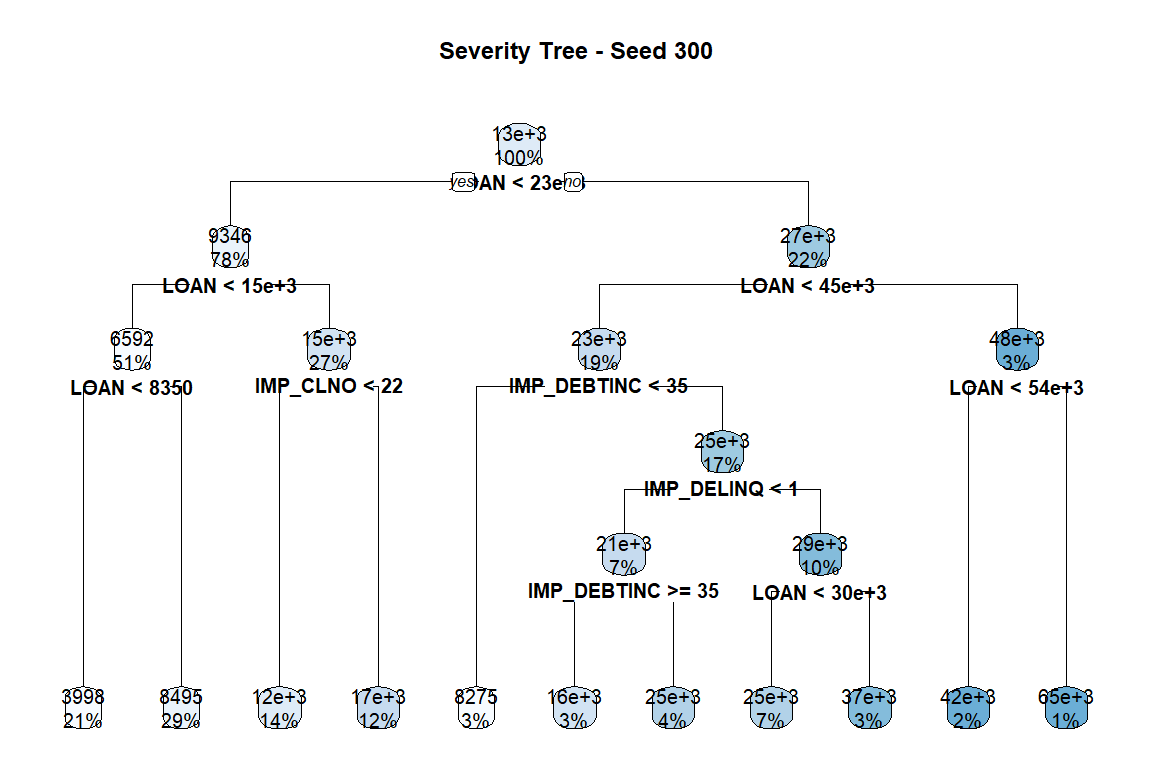 Severity Tree - Seed 300
13e+3
100%
yes
AN < 23e
no
9346
78%
LOAN < 15e+3
27e+3
22%
LOAN < 45e+3
6592
51%
LOAN < 8350
15e+3
27%
IMP_CLNO < 22
23e+3
19%
IMP_DEBTINC < 35
48e+3
3%
LOAN < 54e+3
25e+3
17%
IMP_DELINQ < 1
21e+3
7%
IMP_DEBTINC >= 35
29e+3
10%
LOAN < 30e+3
3998
21%
8495
29%
12e+3
14%
17e+3
12%
8275
3%
16e+3
3%
25e+3
4%
25e+3
7%
37e+3
3%
42e+3
2%
65e+3
1%